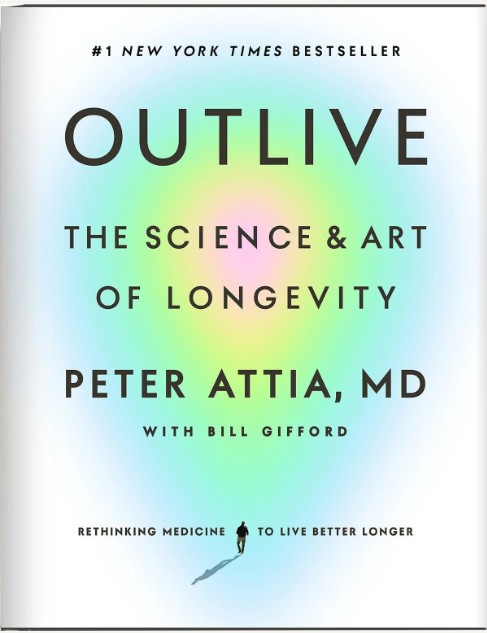 #1 NEW YORK TIMES BESTSELLER
OUTLIVE
THE SCIENCE & ART
OF LONGEVITY
PETER ATTIA, MD
WITH BILL GIFFORD
RETHINKING MEDICINE TO LIVE BETTER LONGER